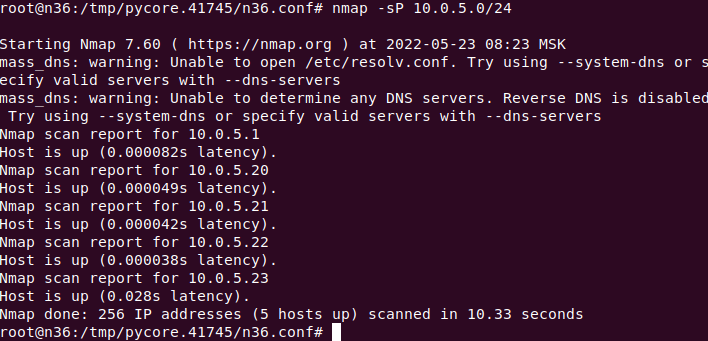 root@n36:/tmp/pycore.41745/n36.conf# nmap -sP 10.0.5.0/24
Starting Nmap 7.60 ( https://nmap.org ) at 2022-05-23 08:23 MSK
mass_dns: warning: Unable to open /etc/resolv.conf. Try using --system-dns or s
ecify valid servers with --dns-servers
mass_dns: warning: Unable to determine any DNS servers. Reverse DNS is disabled
 Try using --system-dns or specify valid servers with --dns-servers
Nmap scan report for 10.0.5.1
Host is up (0.000082s latency).
Nmap scan report for 10.0.5.20
Host is up (0.000049s latency).
Nmap scan report for 10.0.5.21
Host is up (0.000042s latency).
Nmap scan report for 10.0.5.22
Host is up (0.000038s latency).
Nmap scan report for 10.0.5.23
Host is up (0.028s latency).
Nmap done: 256 IP addresses (5 hosts up) scanned in 10.33 seconds
root@n36:/tmp/pycore.41745/n36.conf#